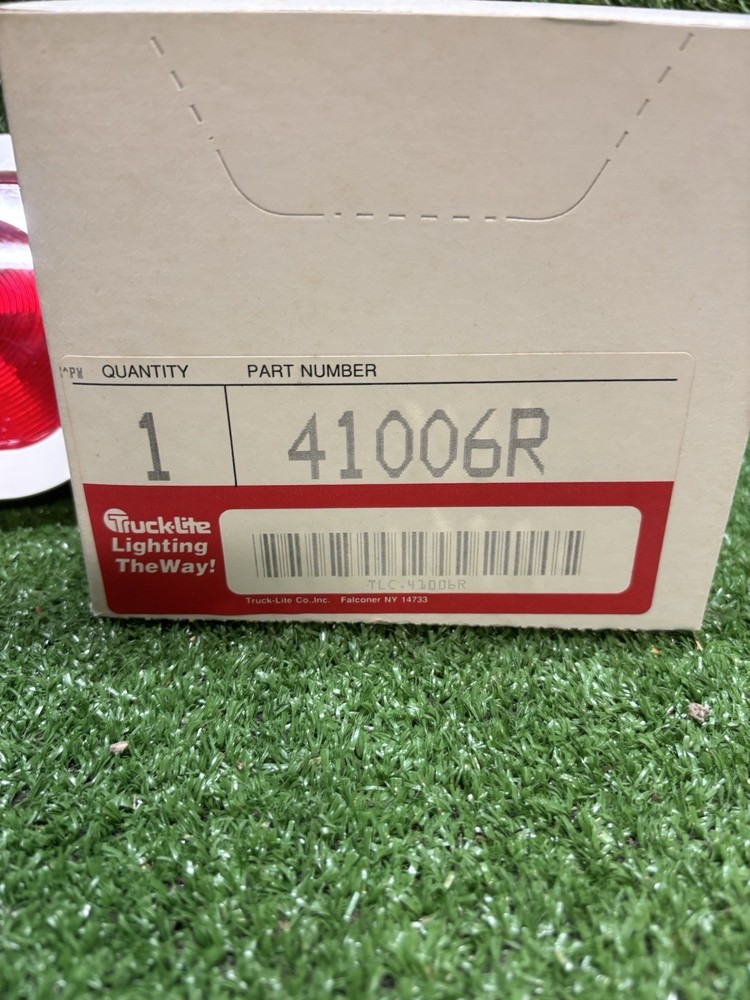 QUANTITY PART NUMBER
1 41006R
Truck-Lite
Lighting
TheWay!
TLC-41006R
Truck-Lite Co.,Inc. Falconer NY 14733